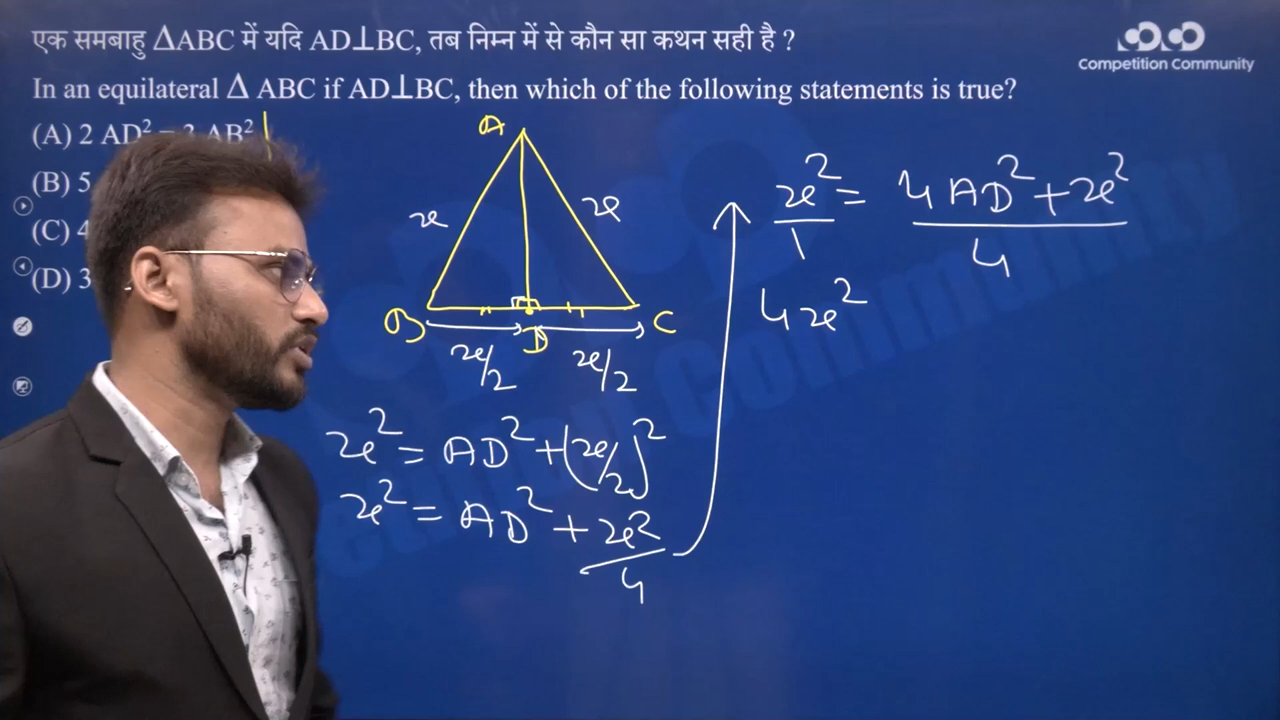 एक समबाहु ΔABC में यदि AD⊥BC, तब निम्न में से कौन सा कथन सही है ?
Competition Community
In an equilateral Δ ABC if AD⊥BC, then which of the following statements is true?
(A) 2 AD² = 3 AB²
(B) 5
(C) 4
(D) 3
A
x
x
B
D
C
x/2
x/2
x² = AD² + (x/2)²
x² = AD² + x²/4
x²/1 = (4AD² + x²)/4
4x²